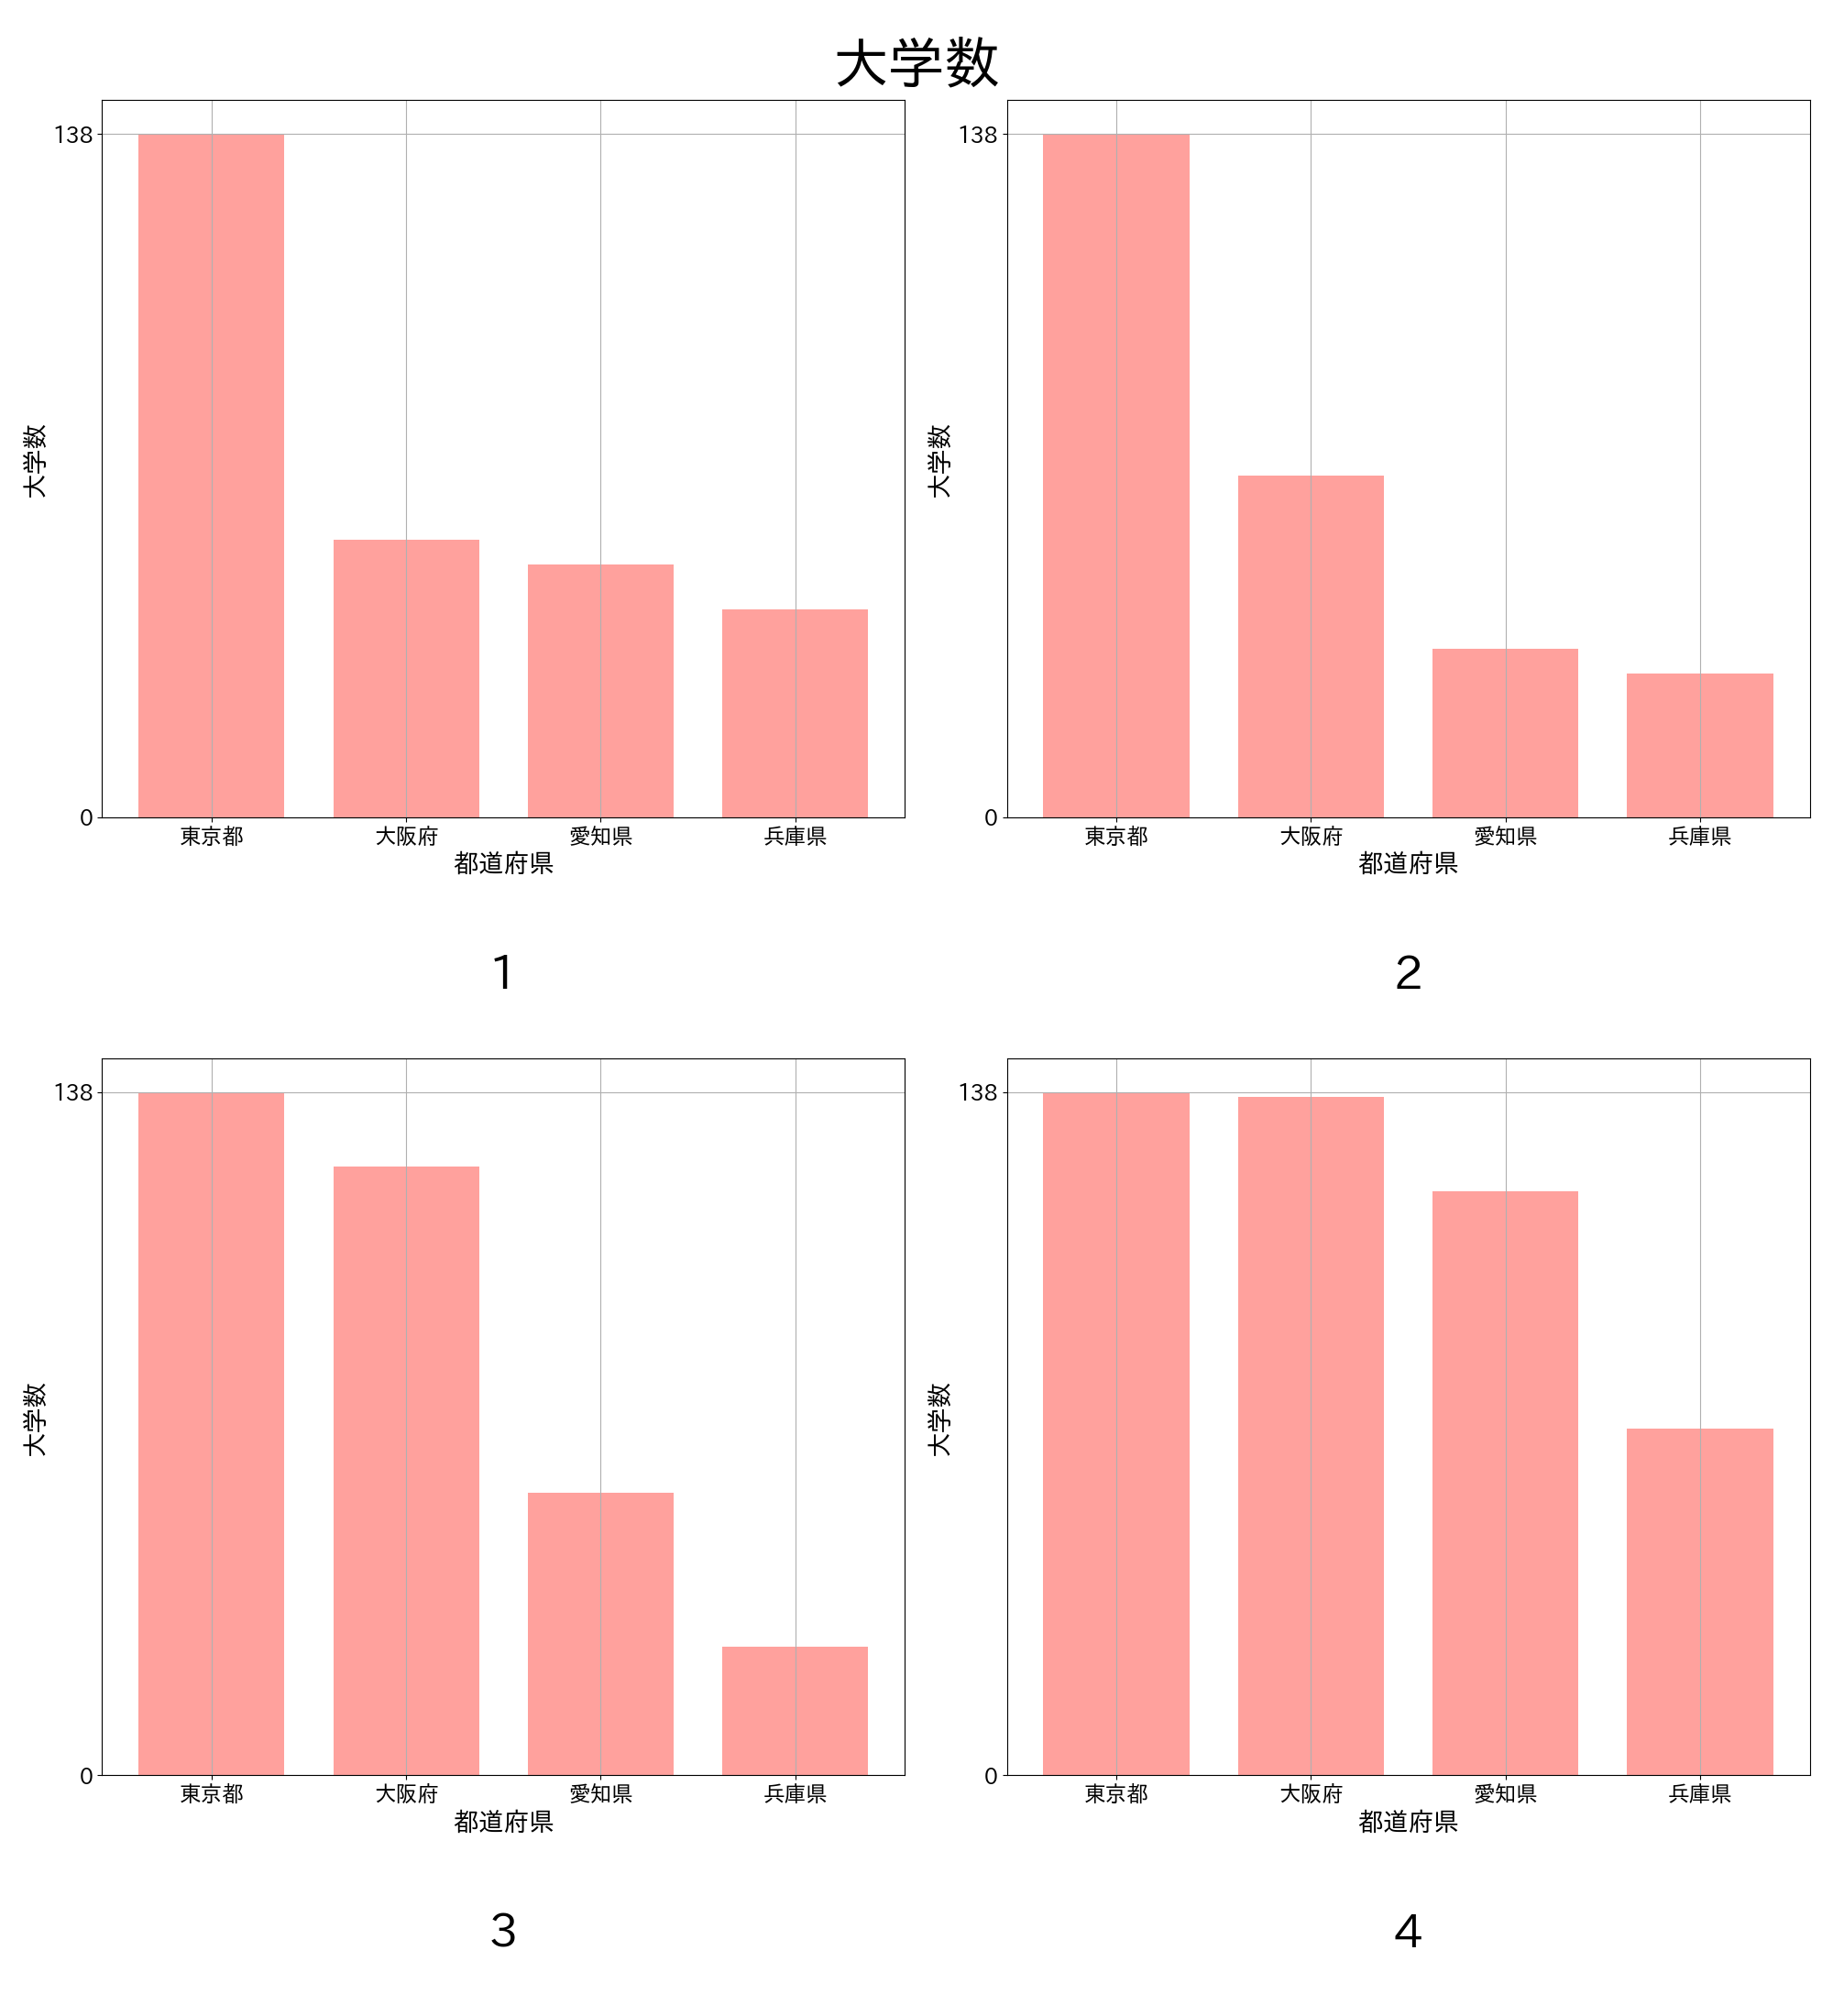 大学数
138
0
大学数
東京都 大阪府 愛知県 兵庫県
都道府県
1
138
0
大学数
東京都 大阪府 愛知県 兵庫県
都道府県
2
138
0
大学数
東京都 大阪府 愛知県 兵庫県
都道府県
3
138
0
大学数
東京都 大阪府 愛知県 兵庫県
都道府県
4